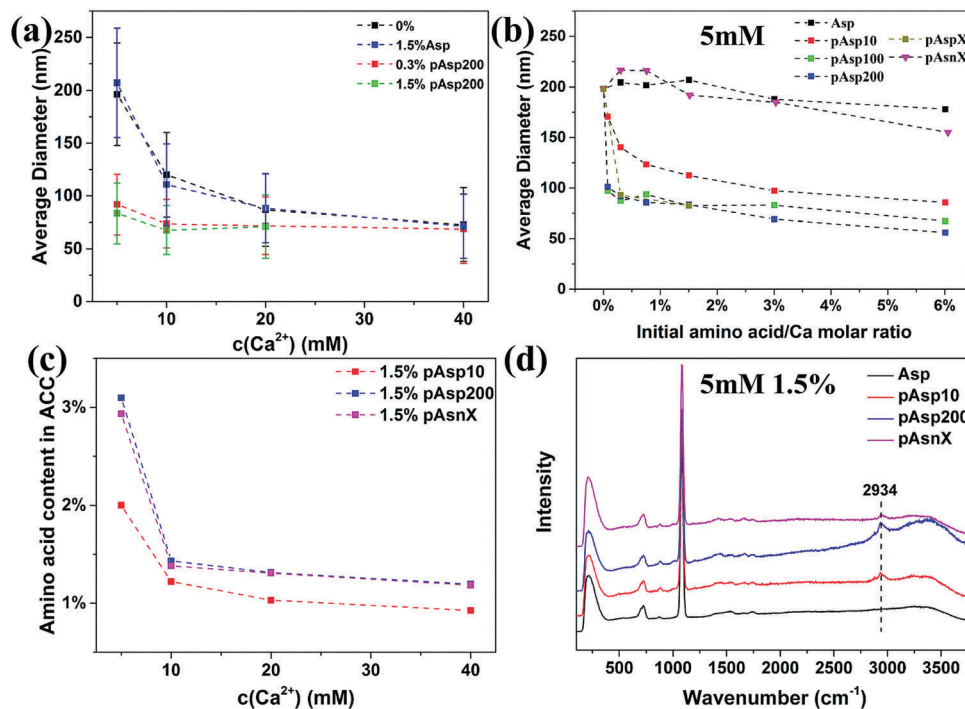 (a)
0%
1.5%Asp
0.3% pAsp200
1.5% pAsp200
250
200
150
100
50
0
Average Diameter (nm)
10 20 30 40
c(Ca²⁺) (mM)
(b)
5mM
Asp
pAsp10
pAsp100
pAsp200
pAspX
pAsnX
250
200
150
100
50
0
Average Diameter (nm)
0% 1% 2% 3% 4% 5% 6%
Initial amino acid/Ca molar ratio
(c)
1.5% pAsp10
1.5% pAsp200
1.5% pAsnX
3%
2%
1%
Amino acid content in ACC
10 20 30 40
c(Ca²⁺) (mM)
(d)
5mM 1.5%
Asp
pAsp10
pAsp200
pAsnX
2934
Intensity
500 1000 1500 2000 2500 3000 3500
Wavenumber (cm⁻¹)